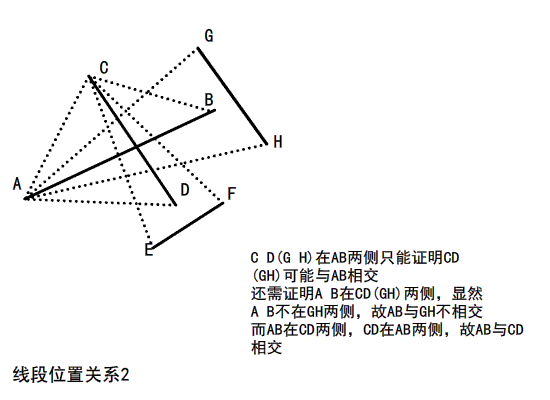 G
C
B
H
A
D
F
E
C D(G H)在AB两侧只能证明CD
(GH)可能与AB相交
还需证明A B在CD(GH)两侧，显然
A B不在GH两侧，故AB与GH不相交
而AB在CD两侧，CD在AB两侧，故AB与CD
相交
线段位置关系2